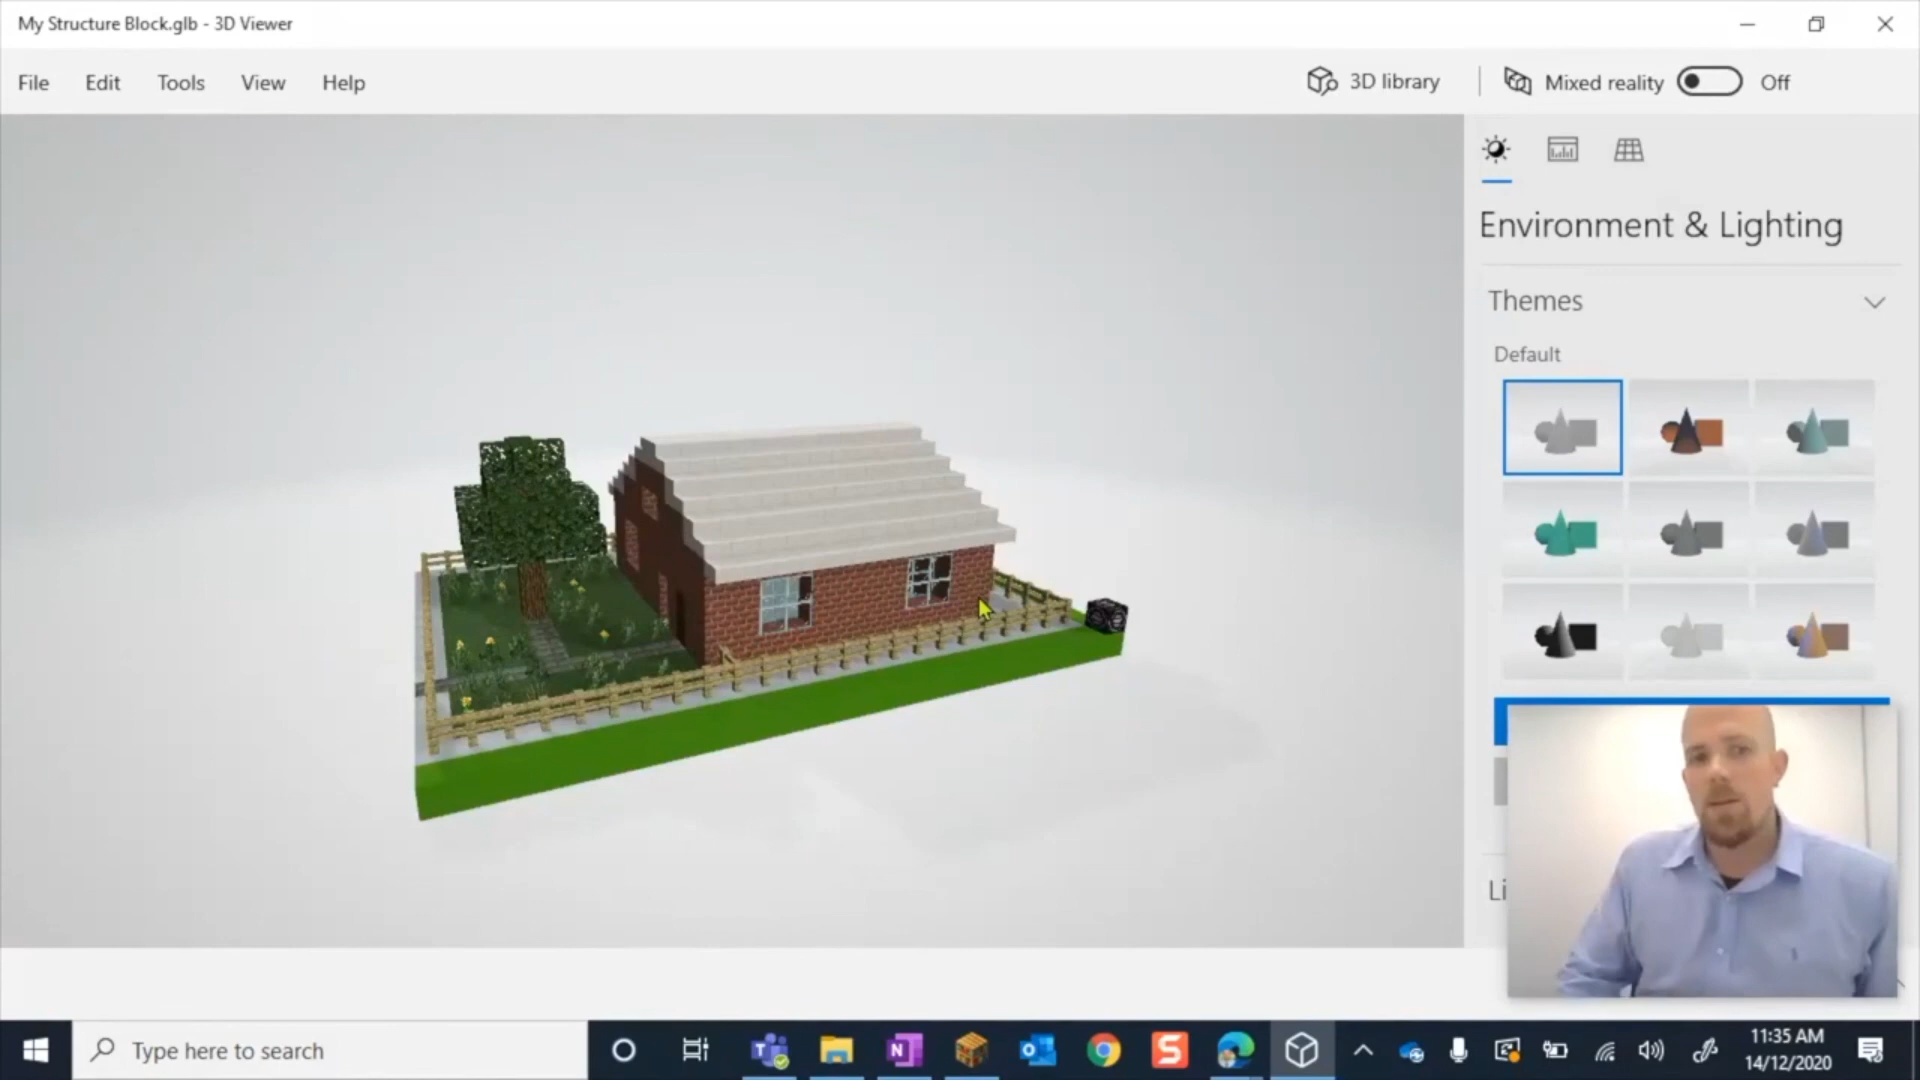 My Structure Block.glb - 3D Viewer
File Edit Tools View Help
3D library
Mixed reality Off
Environment & Lighting
Themes
Default
Li
Type here to search
11:35 AM
14/12/2020